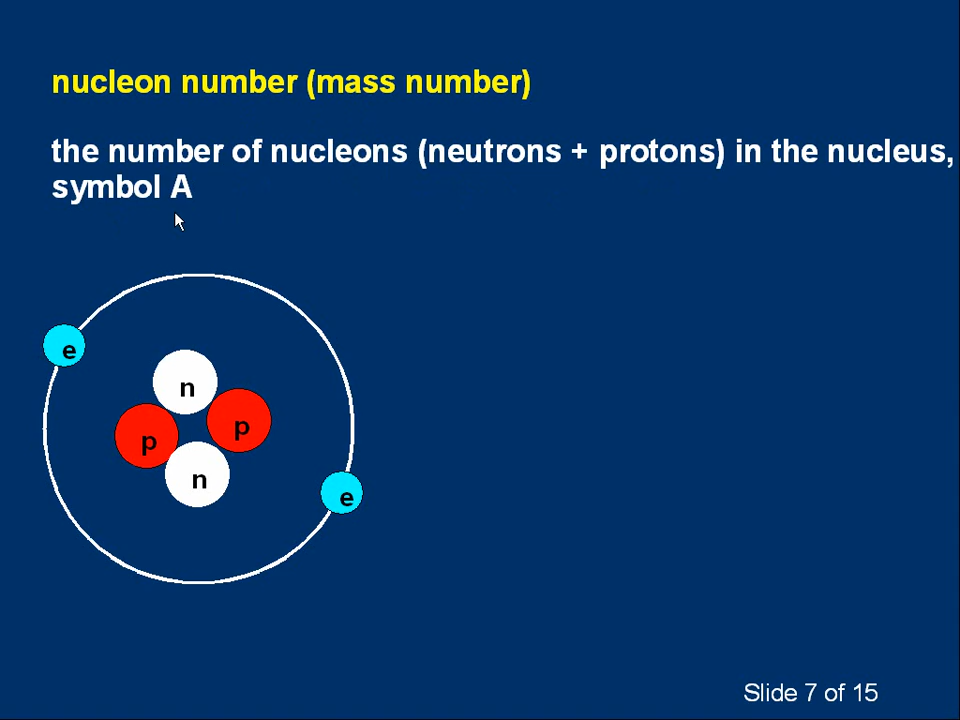 nucleon number (mass number)
the number of nucleons (neutrons + protons) in the nucleus,
symbol A
e
n
p
p
n
e
Slide 7 of 15